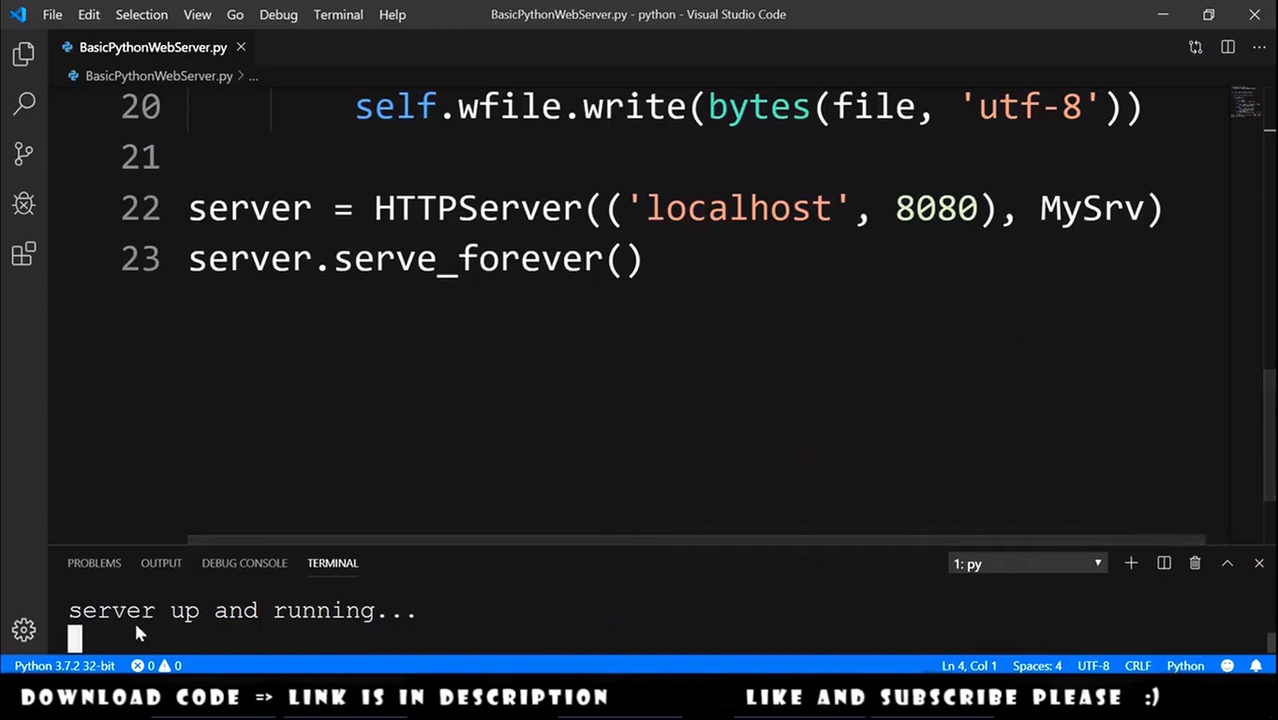 File Edit Selection View Go Debug Terminal Help BasicPythonWebServer.py - python - Visual Studio Code
BasicPythonWebServer.py
BasicPythonWebServer.py > ...
20 self.wfile.write(bytes(file, 'utf-8'))
21
22 server = HTTPServer(('localhost', 8080), MySrv)
23 server.serve_forever()
PROBLEMS OUTPUT DEBUG CONSOLE TERMINAL 1: py
server up and running...
Python 3.7.2 32-bit 0 0 Ln 4, Col 1 Spaces: 4 UTF-8 CRLF Python
DOWNLOAD CODE => LINK IS IN DESCRIPTION LIKE AND SUBSCRIBE PLEASE :)